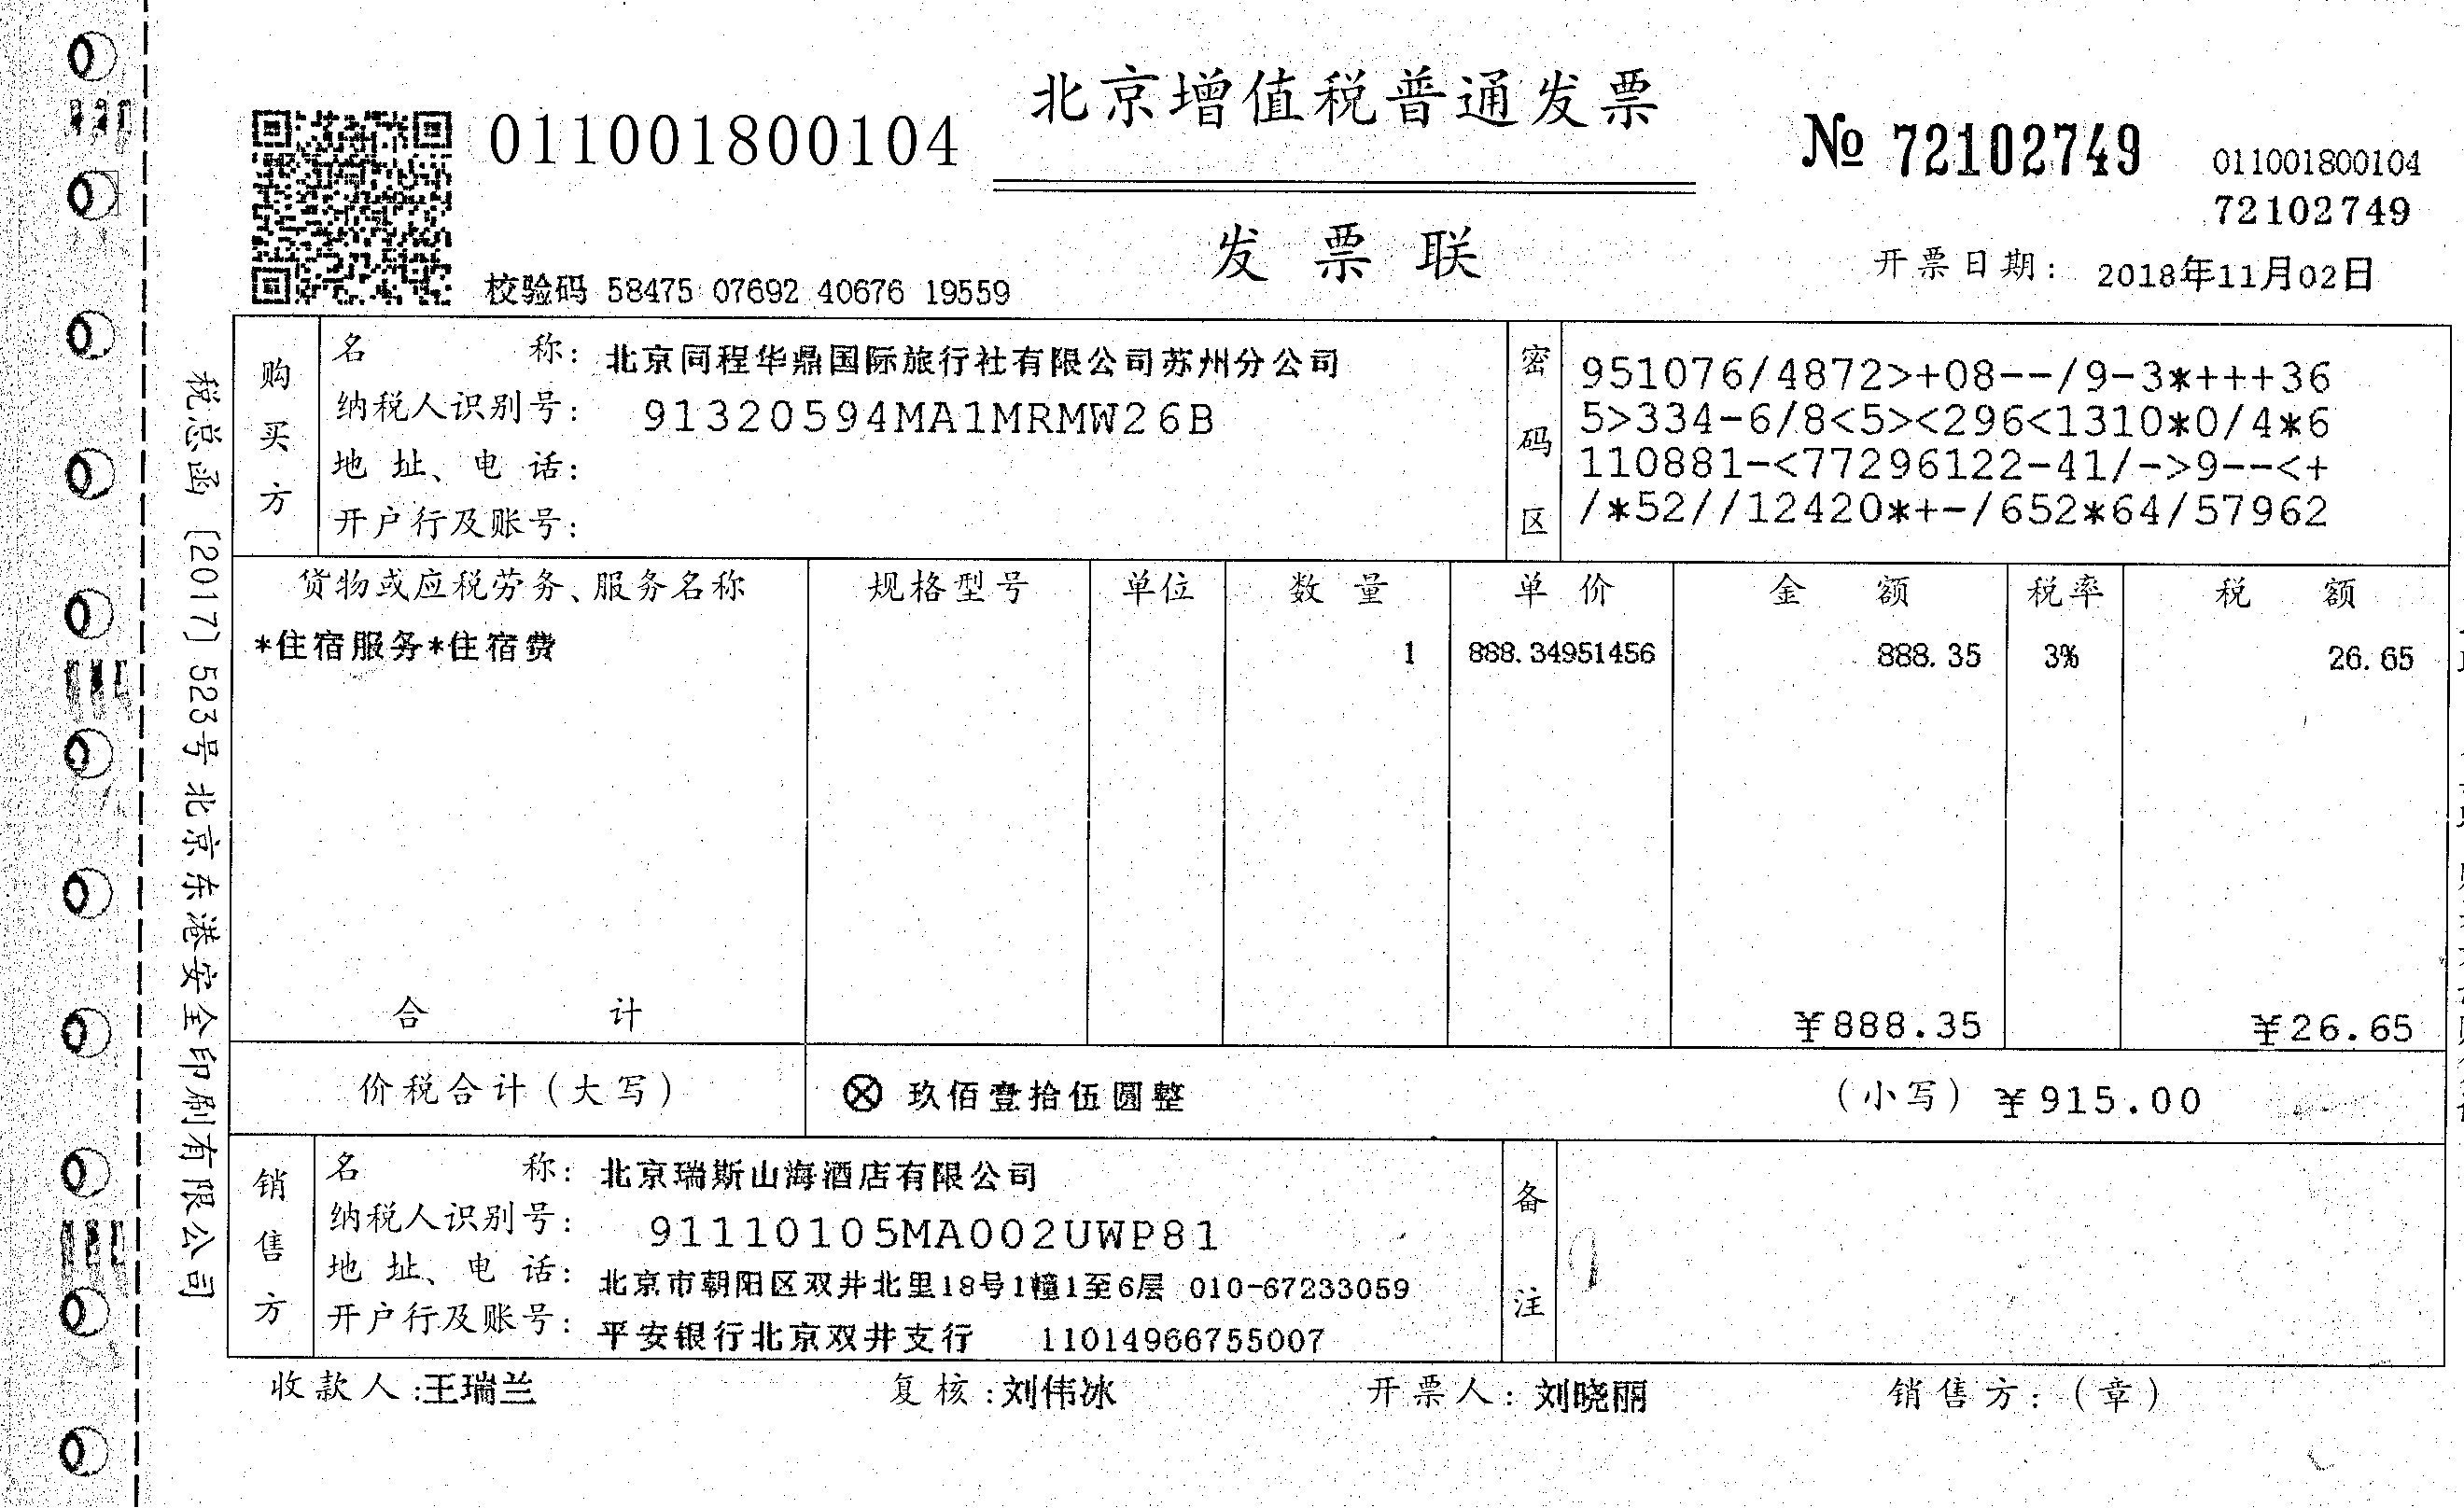 北京增值税普通发票
011001800104
№ 72102749
011001800104
72102749
发票联
校验码 58475 07692 40676 19559
开票日期: 2018年11月02日
税总函〔2017〕523号北京东港安全印刷有限公司
购买方
名称: 北京同程华鼎国际旅行社有限公司苏州分公司
纳税人识别号: 91320594MA1MRMW26B
地址、电话:
开户行及账号:
密码区
951076/4872>+08--/9-3*+++36
5>334-6/8<5><296<1310*0/4*6
110881-<77296122-41/->9--<+
/*52//12420*+-/652*64/57962
货物或应税劳务、服务名称 规格型号 单位 数量 单价 金额 税率 税额
*住宿服务*住宿费 1 888.34951456 888.35 3% 26.65
合计 ¥888.35 ¥26.65
价税合计(大写) ⊗ 玖佰壹拾伍圆整 (小写) ¥915.00
销售方
名称: 北京瑞斯山海酒店有限公司
纳税人识别号: 91110105MA002UWP81
地址、电话: 北京市朝阳区双井北里18号1幢1至6层 010-67233059
开户行及账号: 平安银行北京双井支行 11014966755007
备注
收款人:王瑞兰 复核:刘伟冰 开票人: 刘晓丽 销售方:(章)